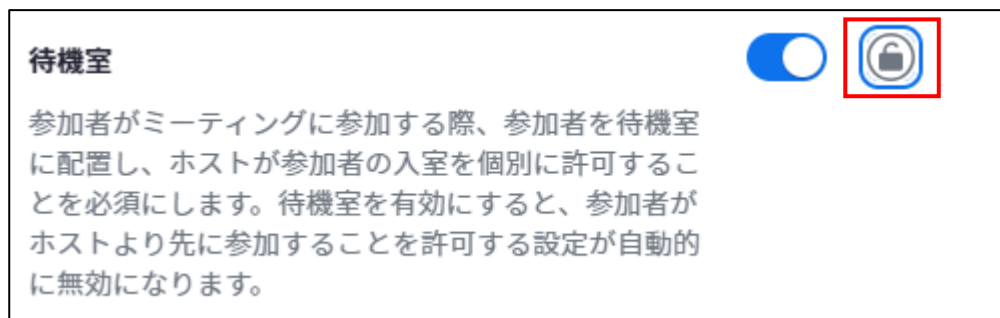 待機室
参加者がミーティングに参加する際、参加者を待機室
に配置し、ホストが参加者の入室を個別に許可するこ
とを必須にします。待機室を有効にすると、参加者が
ホストより先に参加することを許可する設定が自動的
に無効になります。